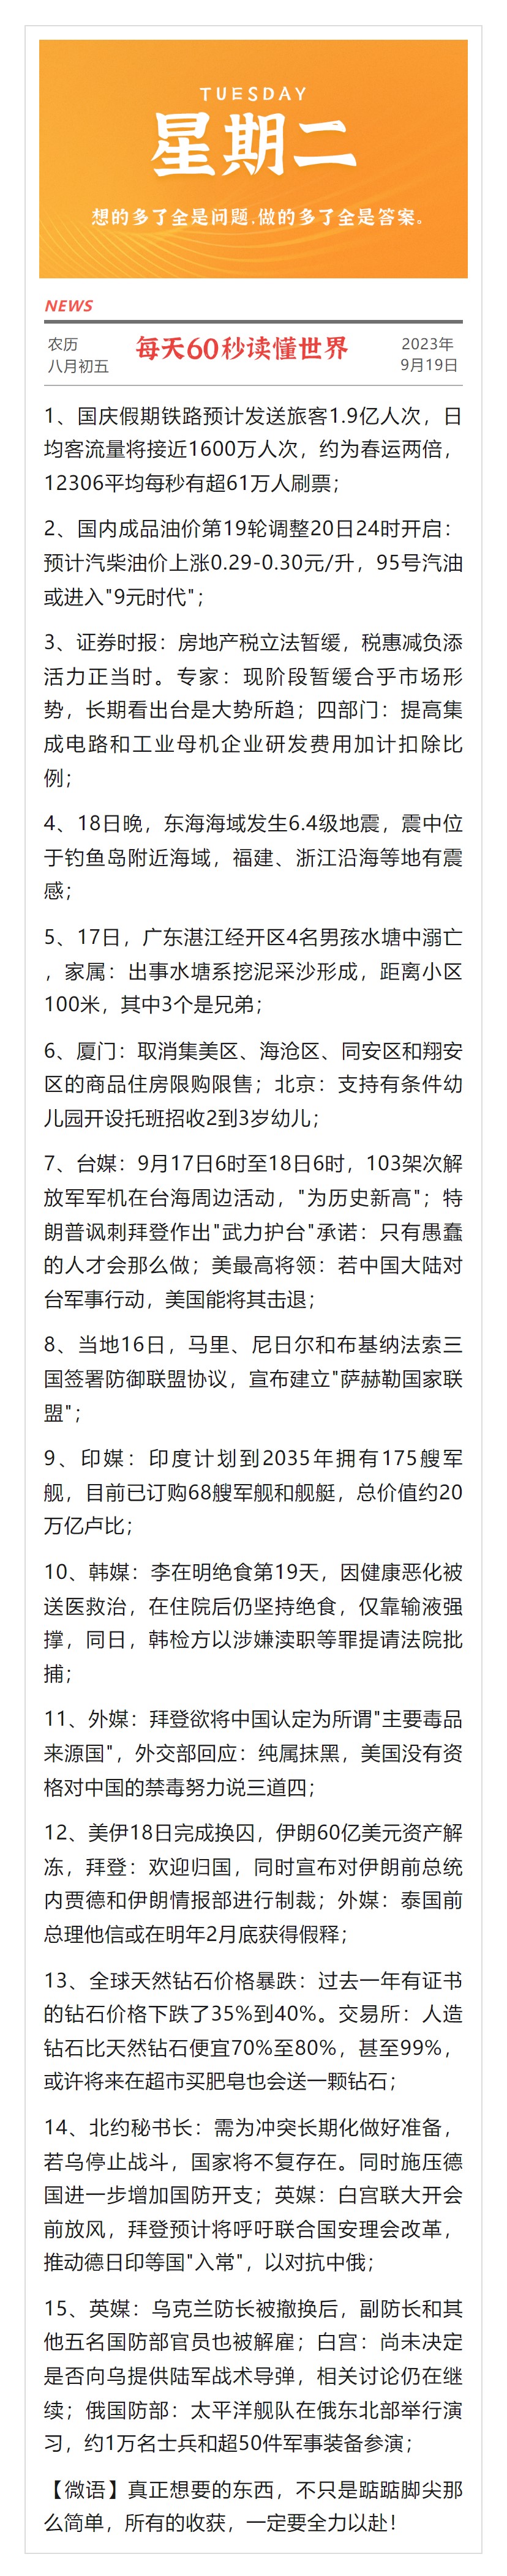 TUESDAY
星期二
想的多了全是问题.做的多了全是答案。
NEWS
农历
八月初五
每天60秒读懂世界
2023年
9月19日
1、国庆假期铁路预计发送旅客1.9亿人次，日
均客流量将接近1600万人次，约为春运两倍，
12306平均每秒有超61万人刷票；
2、国内成品油价第19轮调整20日24时开启：
预计汽柴油价上涨0.29-0.30元/升，95号汽油
或进入"9元时代"；
3、证券时报：房地产税立法暂缓，税惠减负添
活力正当时。专家：现阶段暂缓合乎市场形
势，长期看出台是大势所趋；四部门：提高集
成电路和工业母机企业研发费用加计扣除比
例；
4、18日晚，东海海域发生6.4级地震，震中位
于钓鱼岛附近海域，福建、浙江沿海等地有震
感；
5、17日，广东湛江经开区4名男孩水塘中溺亡
，家属：出事水塘系挖泥采沙形成，距离小区
100米，其中3个是兄弟；
6、厦门：取消集美区、海沧区、同安区和翔安
区的商品住房限购限售；北京：支持有条件幼
儿园开设托班招收2到3岁幼儿；
7、台媒：9月17日6时至18日6时，103架次解
放军军机在台海周边活动，"为历史新高"；特
朗普讽刺拜登作出"武力护台"承诺：只有愚蠢
的人才会那么做；美最高将领：若中国大陆对
台军事行动，美国能将其击退；
8、当地16日，马里、尼日尔和布基纳法索三
国签署防御联盟协议，宣布建立"萨赫勒国家联
盟"；
9、印媒：印度计划到2035年拥有175艘军
舰，目前已订购68艘军舰和舰艇，总价值约20
万亿卢比；
10、韩媒：李在明绝食第19天，因健康恶化被
送医救治，在住院后仍坚持绝食，仅靠输液强
撑，同日，韩检方以涉嫌渎职等罪提请法院批
捕；
11、外媒：拜登欲将中国认定为所谓"主要毒品
来源国"，外交部回应：纯属抹黑，美国没有资
格对中国的禁毒努力说三道四；
12、美伊18日完成换囚，伊朗60亿美元资产解
冻，拜登：欢迎归国，同时宣布对伊朗前总统
内贾德和伊朗情报部进行制裁；外媒：泰国前
总理他信或在明年2月底获得假释；
13、全球天然钻石价格暴跌：过去一年有证书
的钻石价格下跌了35%到40%。交易所：人造
钻石比天然钻石便宜70%至80%，甚至99%，
或许将来在超市买肥皂也会送一颗钻石；
14、北约秘书长：需为冲突长期化做好准备，
若乌停止战斗，国家将不复存在。同时施压德
国进一步增加国防开支；英媒：白宫联大开会
前放风，拜登预计将呼吁联合国安理会改革，
推动德日印等国"入常"，以对抗中俄；
15、英媒：乌克兰防长被撤换后，副防长和其
他五名国防部官员也被解雇；白宫：尚未决定
是否向乌提供陆军战术导弹，相关讨论仍在继
续；俄国防部：太平洋舰队在俄东北部举行演
习，约1万名士兵和超50件军事装备参演；
【微语】真正想要的东西，不只是踮踮脚尖那
么简单，所有的收获，一定要全力以赴！